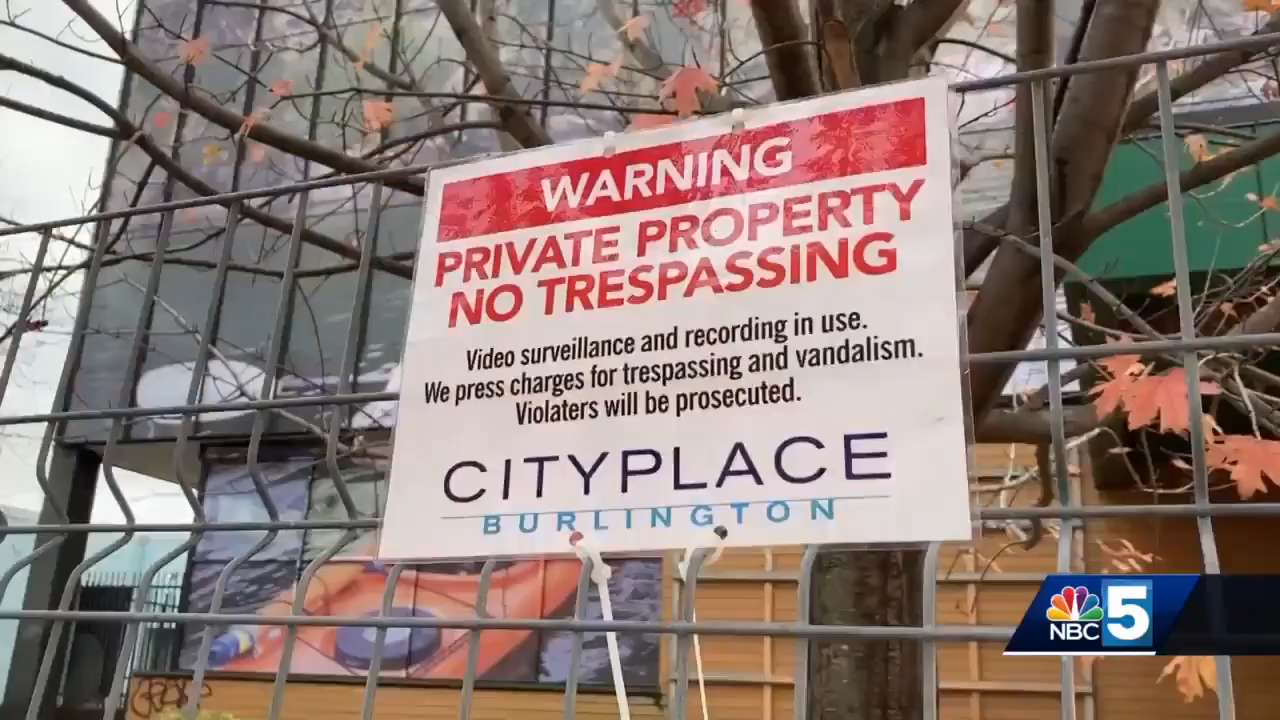 WARNING
PRIVATE PROPERTY
NO TRESPASSING
Video surveillance and recording in use.
We press charges for trespassing and vandalism.
Violaters will be prosecuted.
CITYPLACE
BURLINGTON
NBC 5